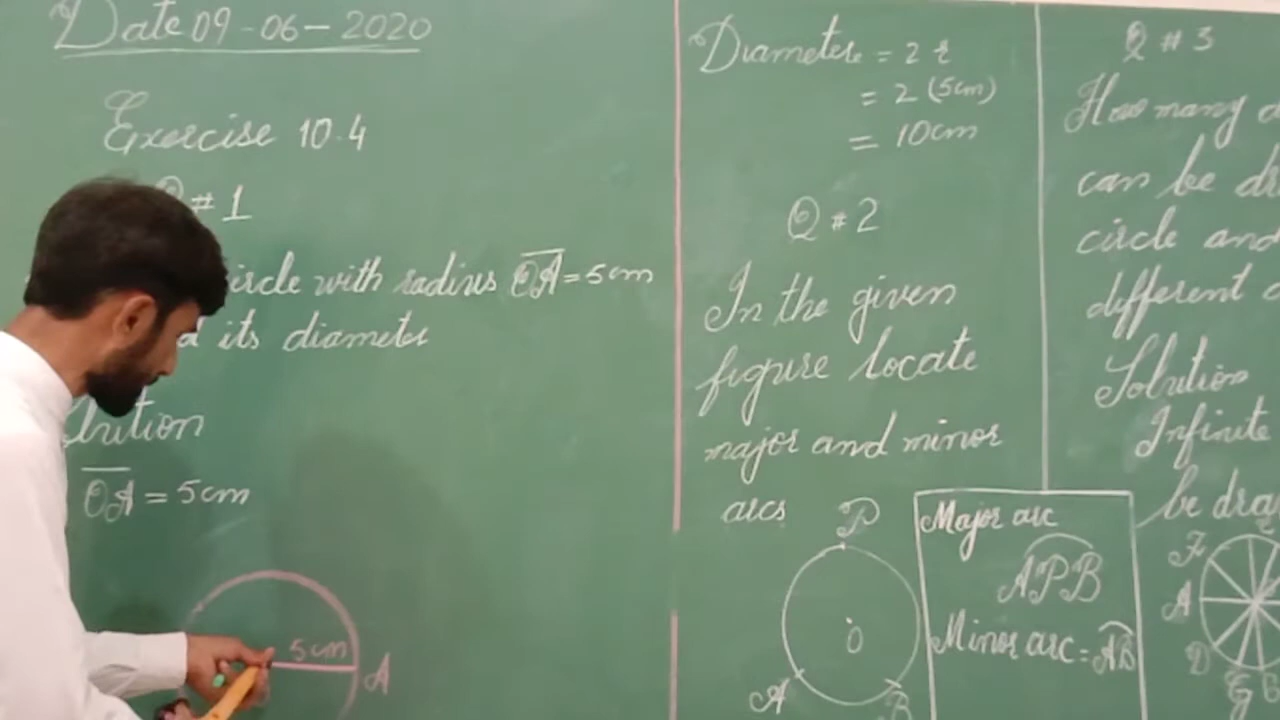 Date 09-06-2020
Exercise 10.4
Q # 1
circle with radius OA = 5cm
its diameter
Solution
OA = 5cm
5cm
A
Diameter = 2 r
= 2 (5cm)
= 10cm
Q # 2
In the given
figure locate
major and minor
arcs
P
O
A
B
Major arc
APB
Minor arc = AB
Q # 3
How many
can be
circle and
different
Solution
Infinite
be
F
A
D
G